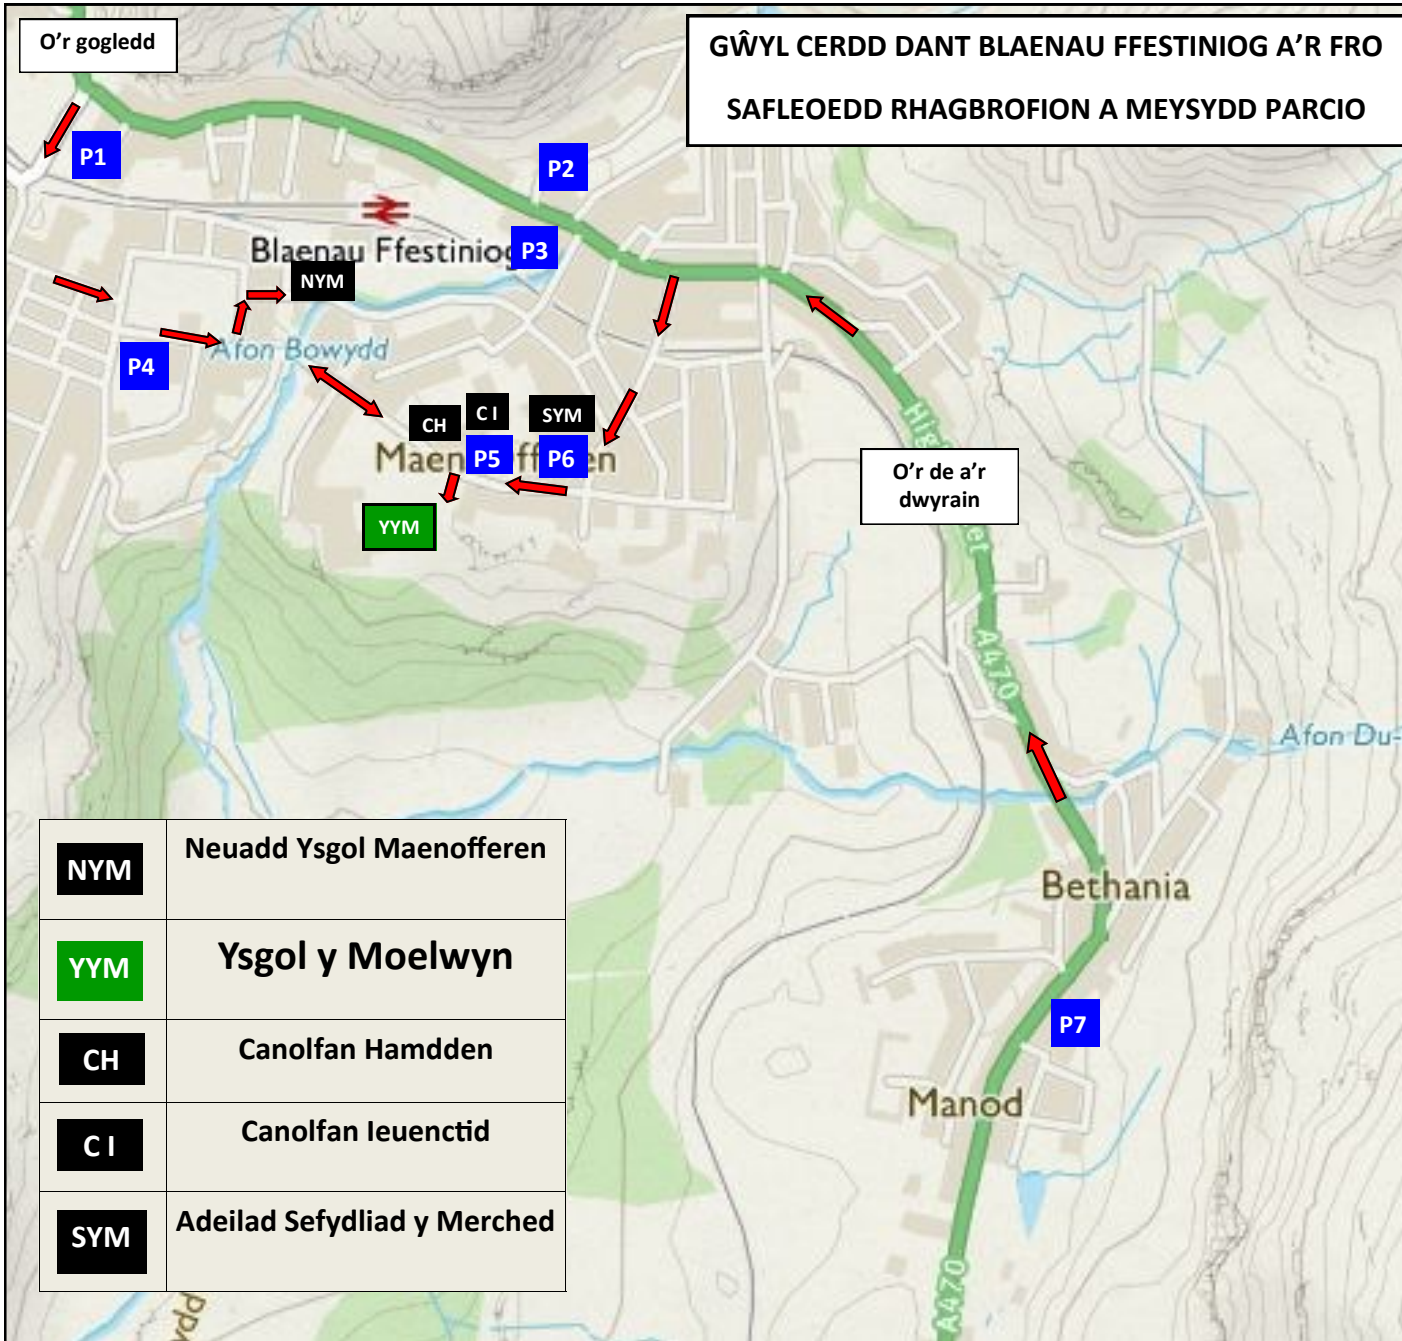 O'r gogledd
GŴYL CERDD DANT BLAENAU FFESTINIOG A'R FRO
SAFLEOEDD RHAGBROFION A MEYSYDD PARCIO
P1
P2
P3
Blaenau Ffestiniog
NYM
Afon Bowydd
P4
CH
C I
SYM
P5
P6
YYM
O'r de a'r
dwyrain
A470
Afon Du-
Bethania
P7
Manod
A470
NYM
Neuadd Ysgol Maenofferen
YYM
Ysgol y Moelwyn
CH
Canolfan Hamdden
C I
Canolfan Ieuenctid
SYM
Adeilad Sefydliad y Merched